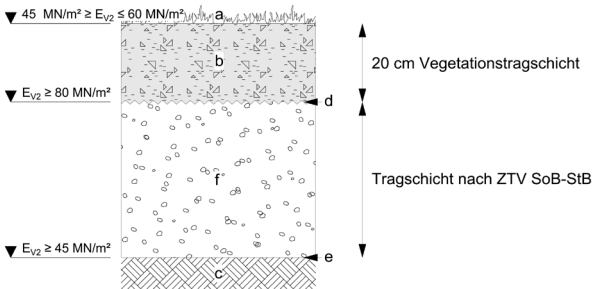 45 MN/m² ≥ EV2 ≤ 60 MN/m²
a
b
20 cm Vegetationstragschicht
EV2 ≥ 80 MN/m²
d
f
Tragschicht nach ZTV SoB-StB
EV2 ≥ 45 MN/m²
e
c